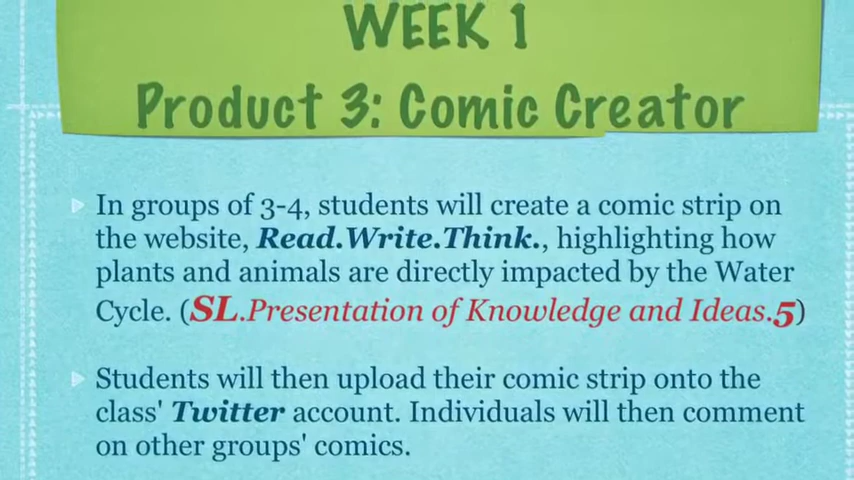 WEEK 1
Product 3: Comic Creator
In groups of 3-4, students will create a comic strip on
the website, Read.Write.Think., highlighting how
plants and animals are directly impacted by the Water
Cycle. (SL.Presentation of Knowledge and Ideas.5)
Students will then upload their comic strip onto the
class' Twitter account. Individuals will then comment
on other groups' comics.